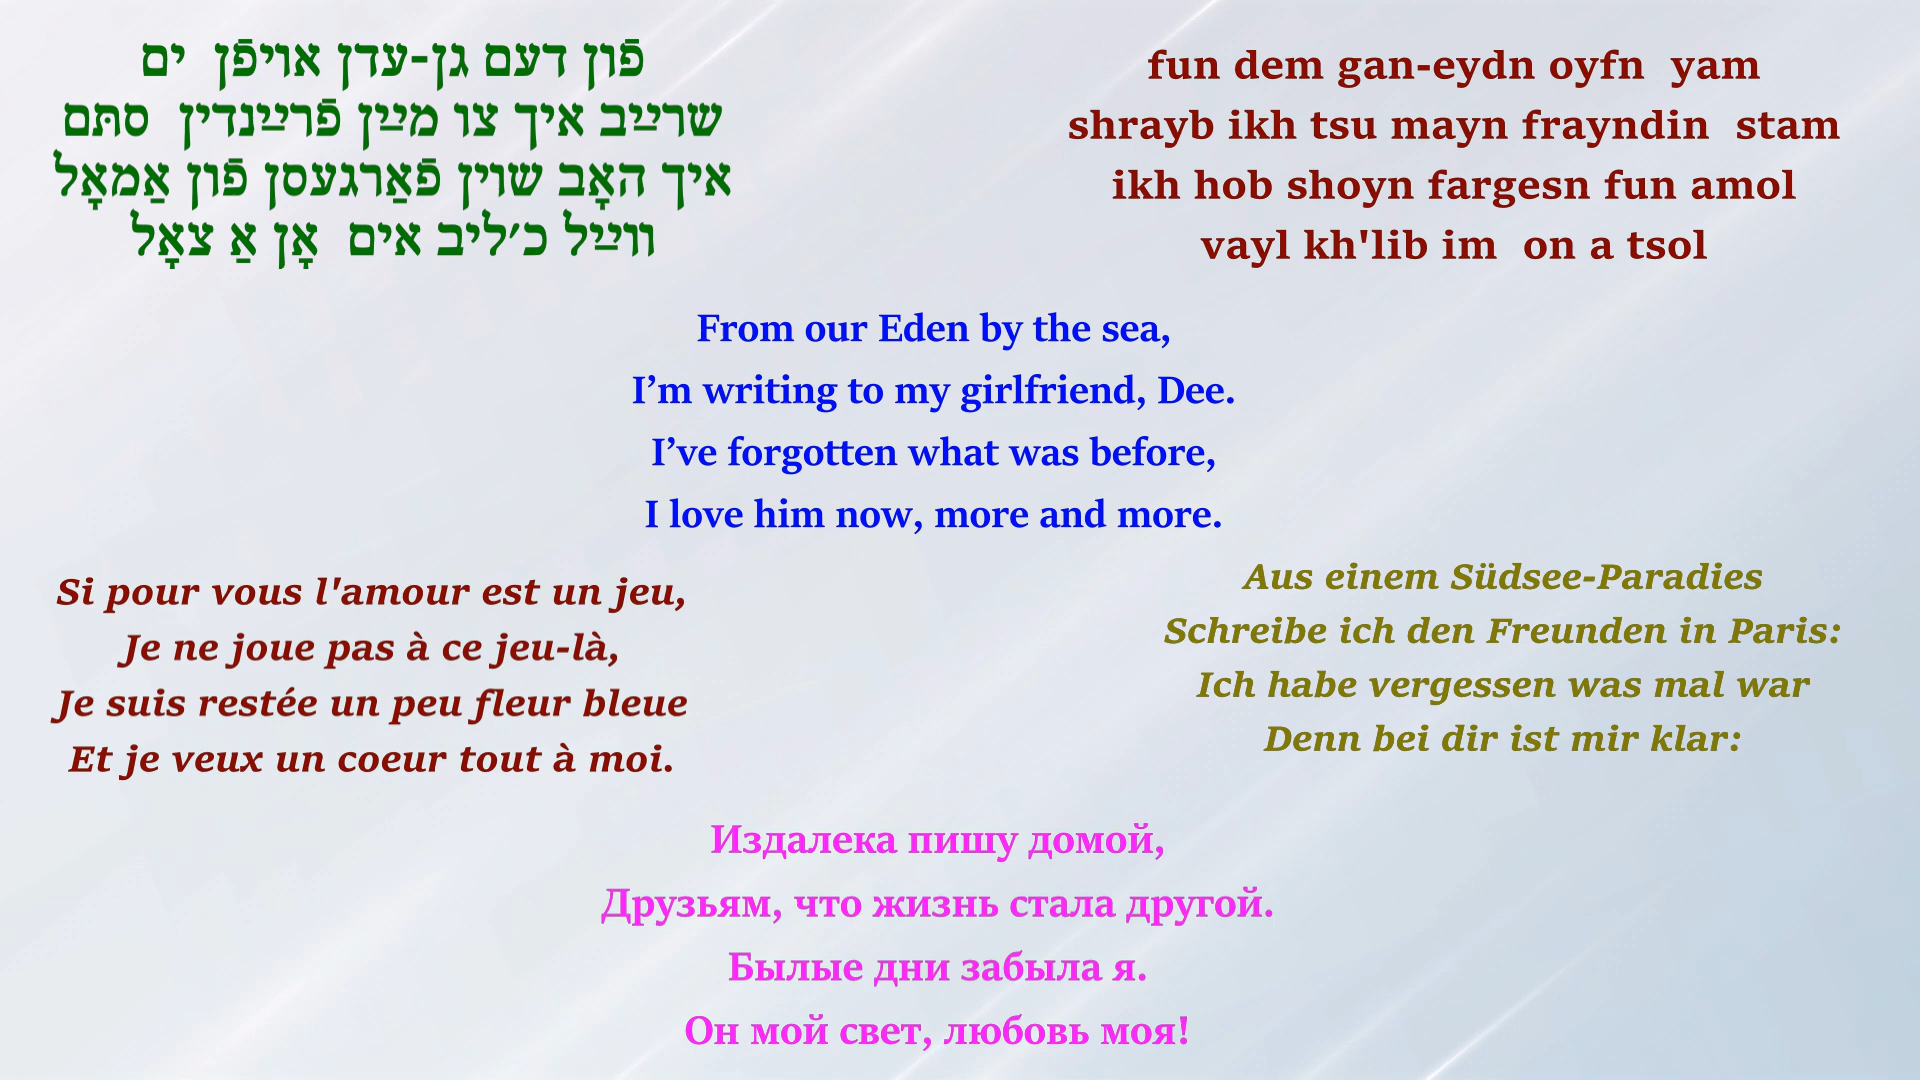 פֿון דעם גן-עדן אויפֿן  ים
שרײַב איך צו מײַן פֿרײַנדין  סתּם
איך האָב שוין פֿאַרגעסן פֿון אַמאָל
ווײַל כ׳ליב אים  אָן אַ צאָל
fun dem gan-eydn oyfn  yam
shrayb ikh tsu mayn frayndin  stam
ikh hob shoyn fargesn fun amol
vayl kh'lib im  on a tsol
From our Eden by the sea,
I’m writing to my girlfriend, Dee.
I’ve forgotten what was before,
I love him now, more and more.
Si pour vous l'amour est un jeu,
Je ne joue pas à ce jeu-là,
Je suis restée un peu fleur bleue
Et je veux un coeur tout à moi.
Aus einem Südsee-Paradies
Schreibe ich den Freunden in Paris:
Ich habe vergessen was mal war
Denn bei dir ist mir klar:
Издалека пишу домой,
Друзьям, что жизнь стала другой.
Былые дни забыла я.
Он мой свет, любовь моя!